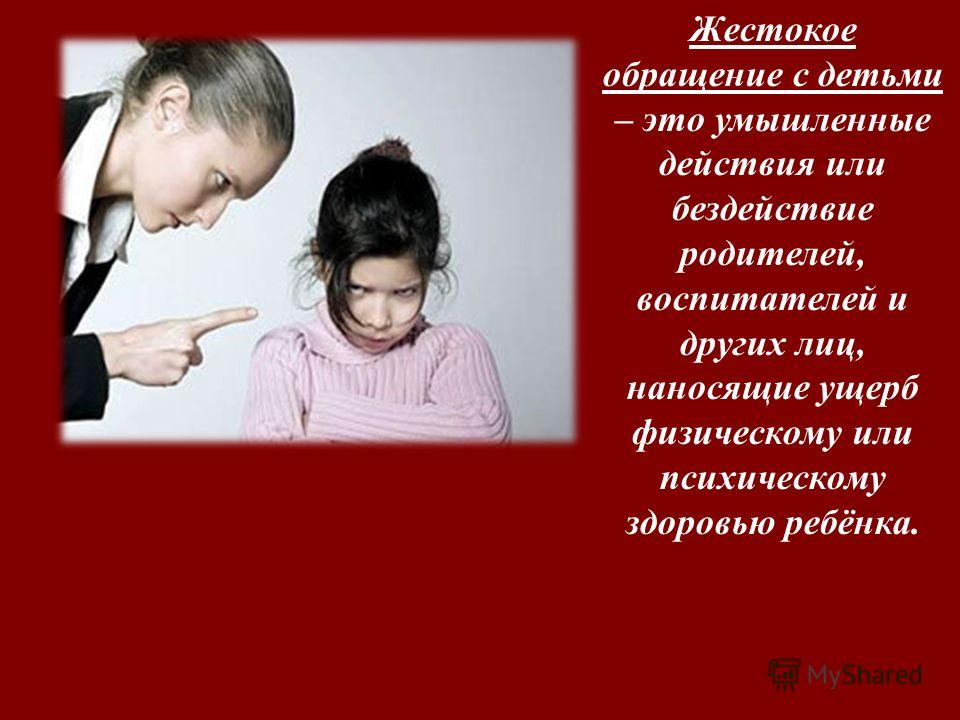 Жестокое
обращение с детьми
– это умышленные
действия или
бездействие
родителей,
воспитателей и
других лиц,
наносящие ущерб
физическому или
психическому
здоровью ребёнка.
MyShared